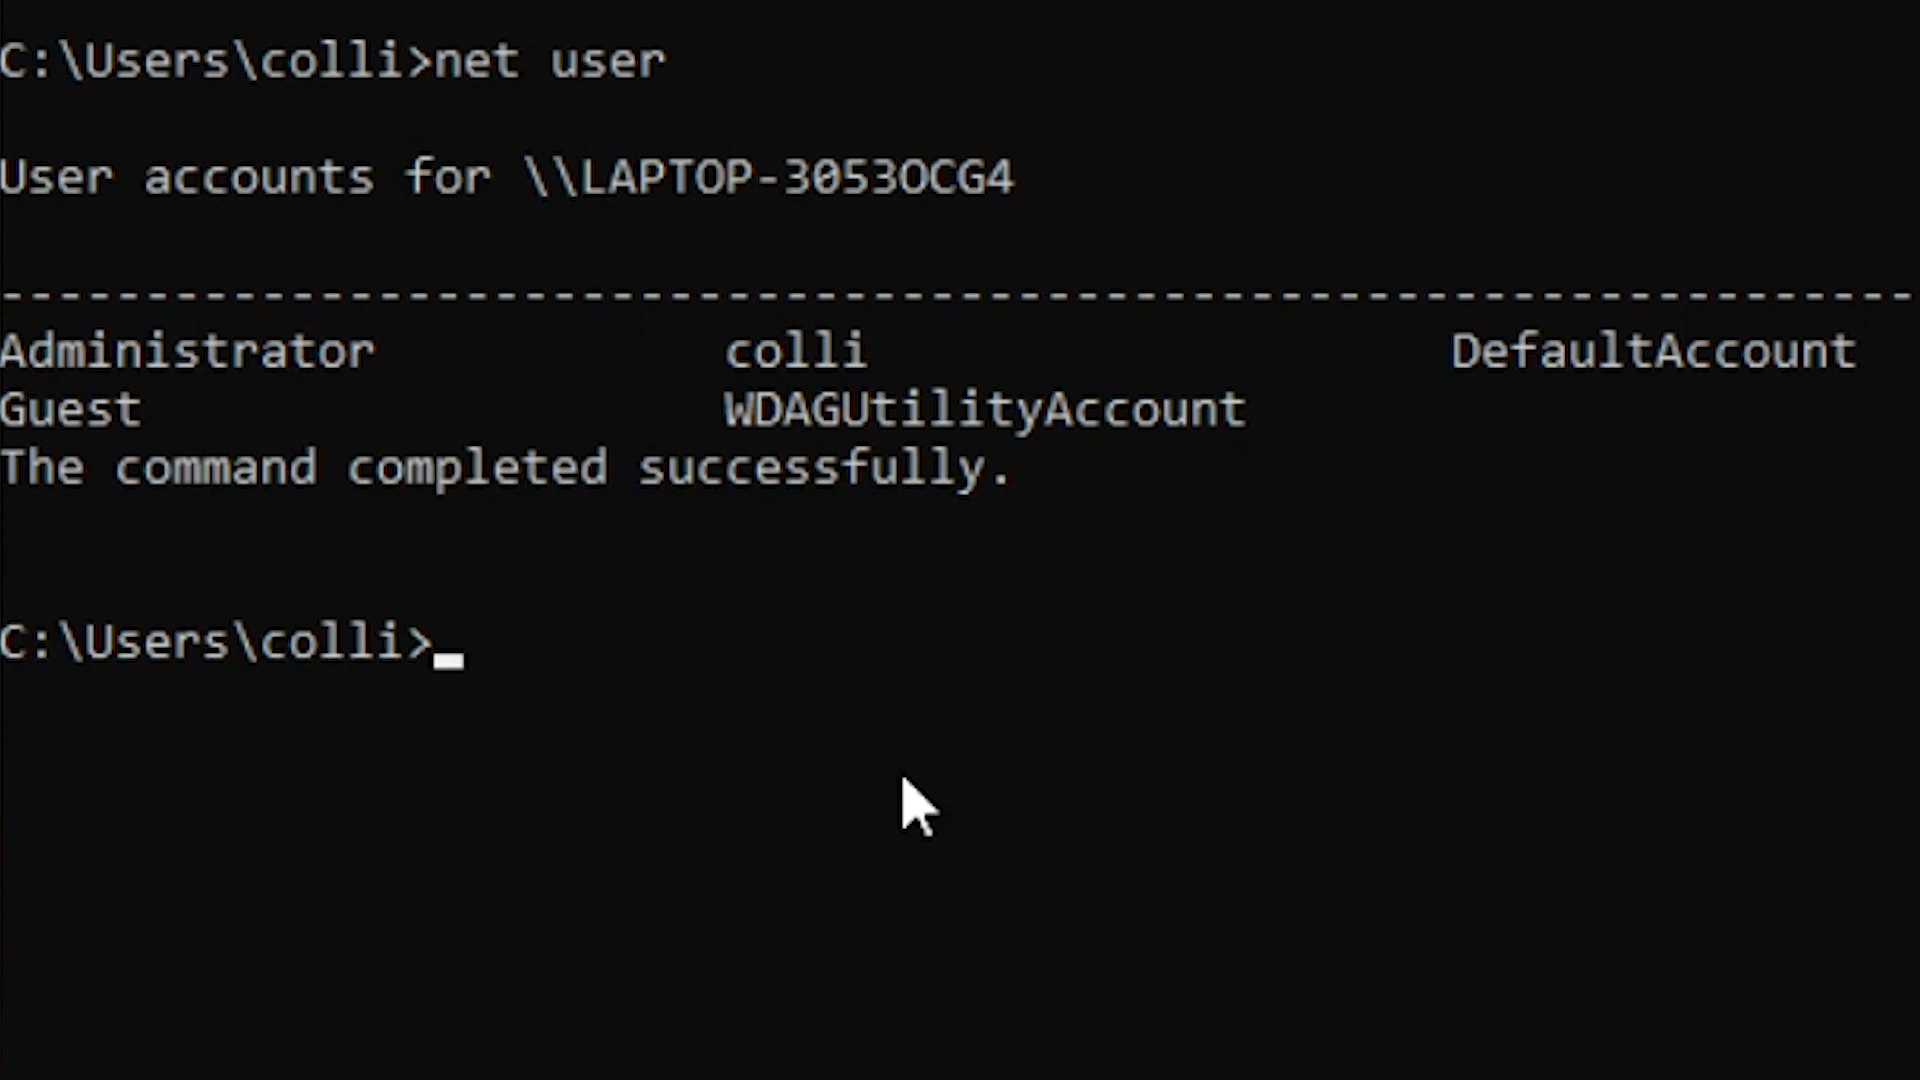 C:\Users\colli>net user
User accounts for \\LAPTOP-3053OCG4
-------------------------------------------------------------------------------
Administrator            colli                    DefaultAccount
Guest                    WDAGUtilityAccount
The command completed successfully.
C:\Users\colli>